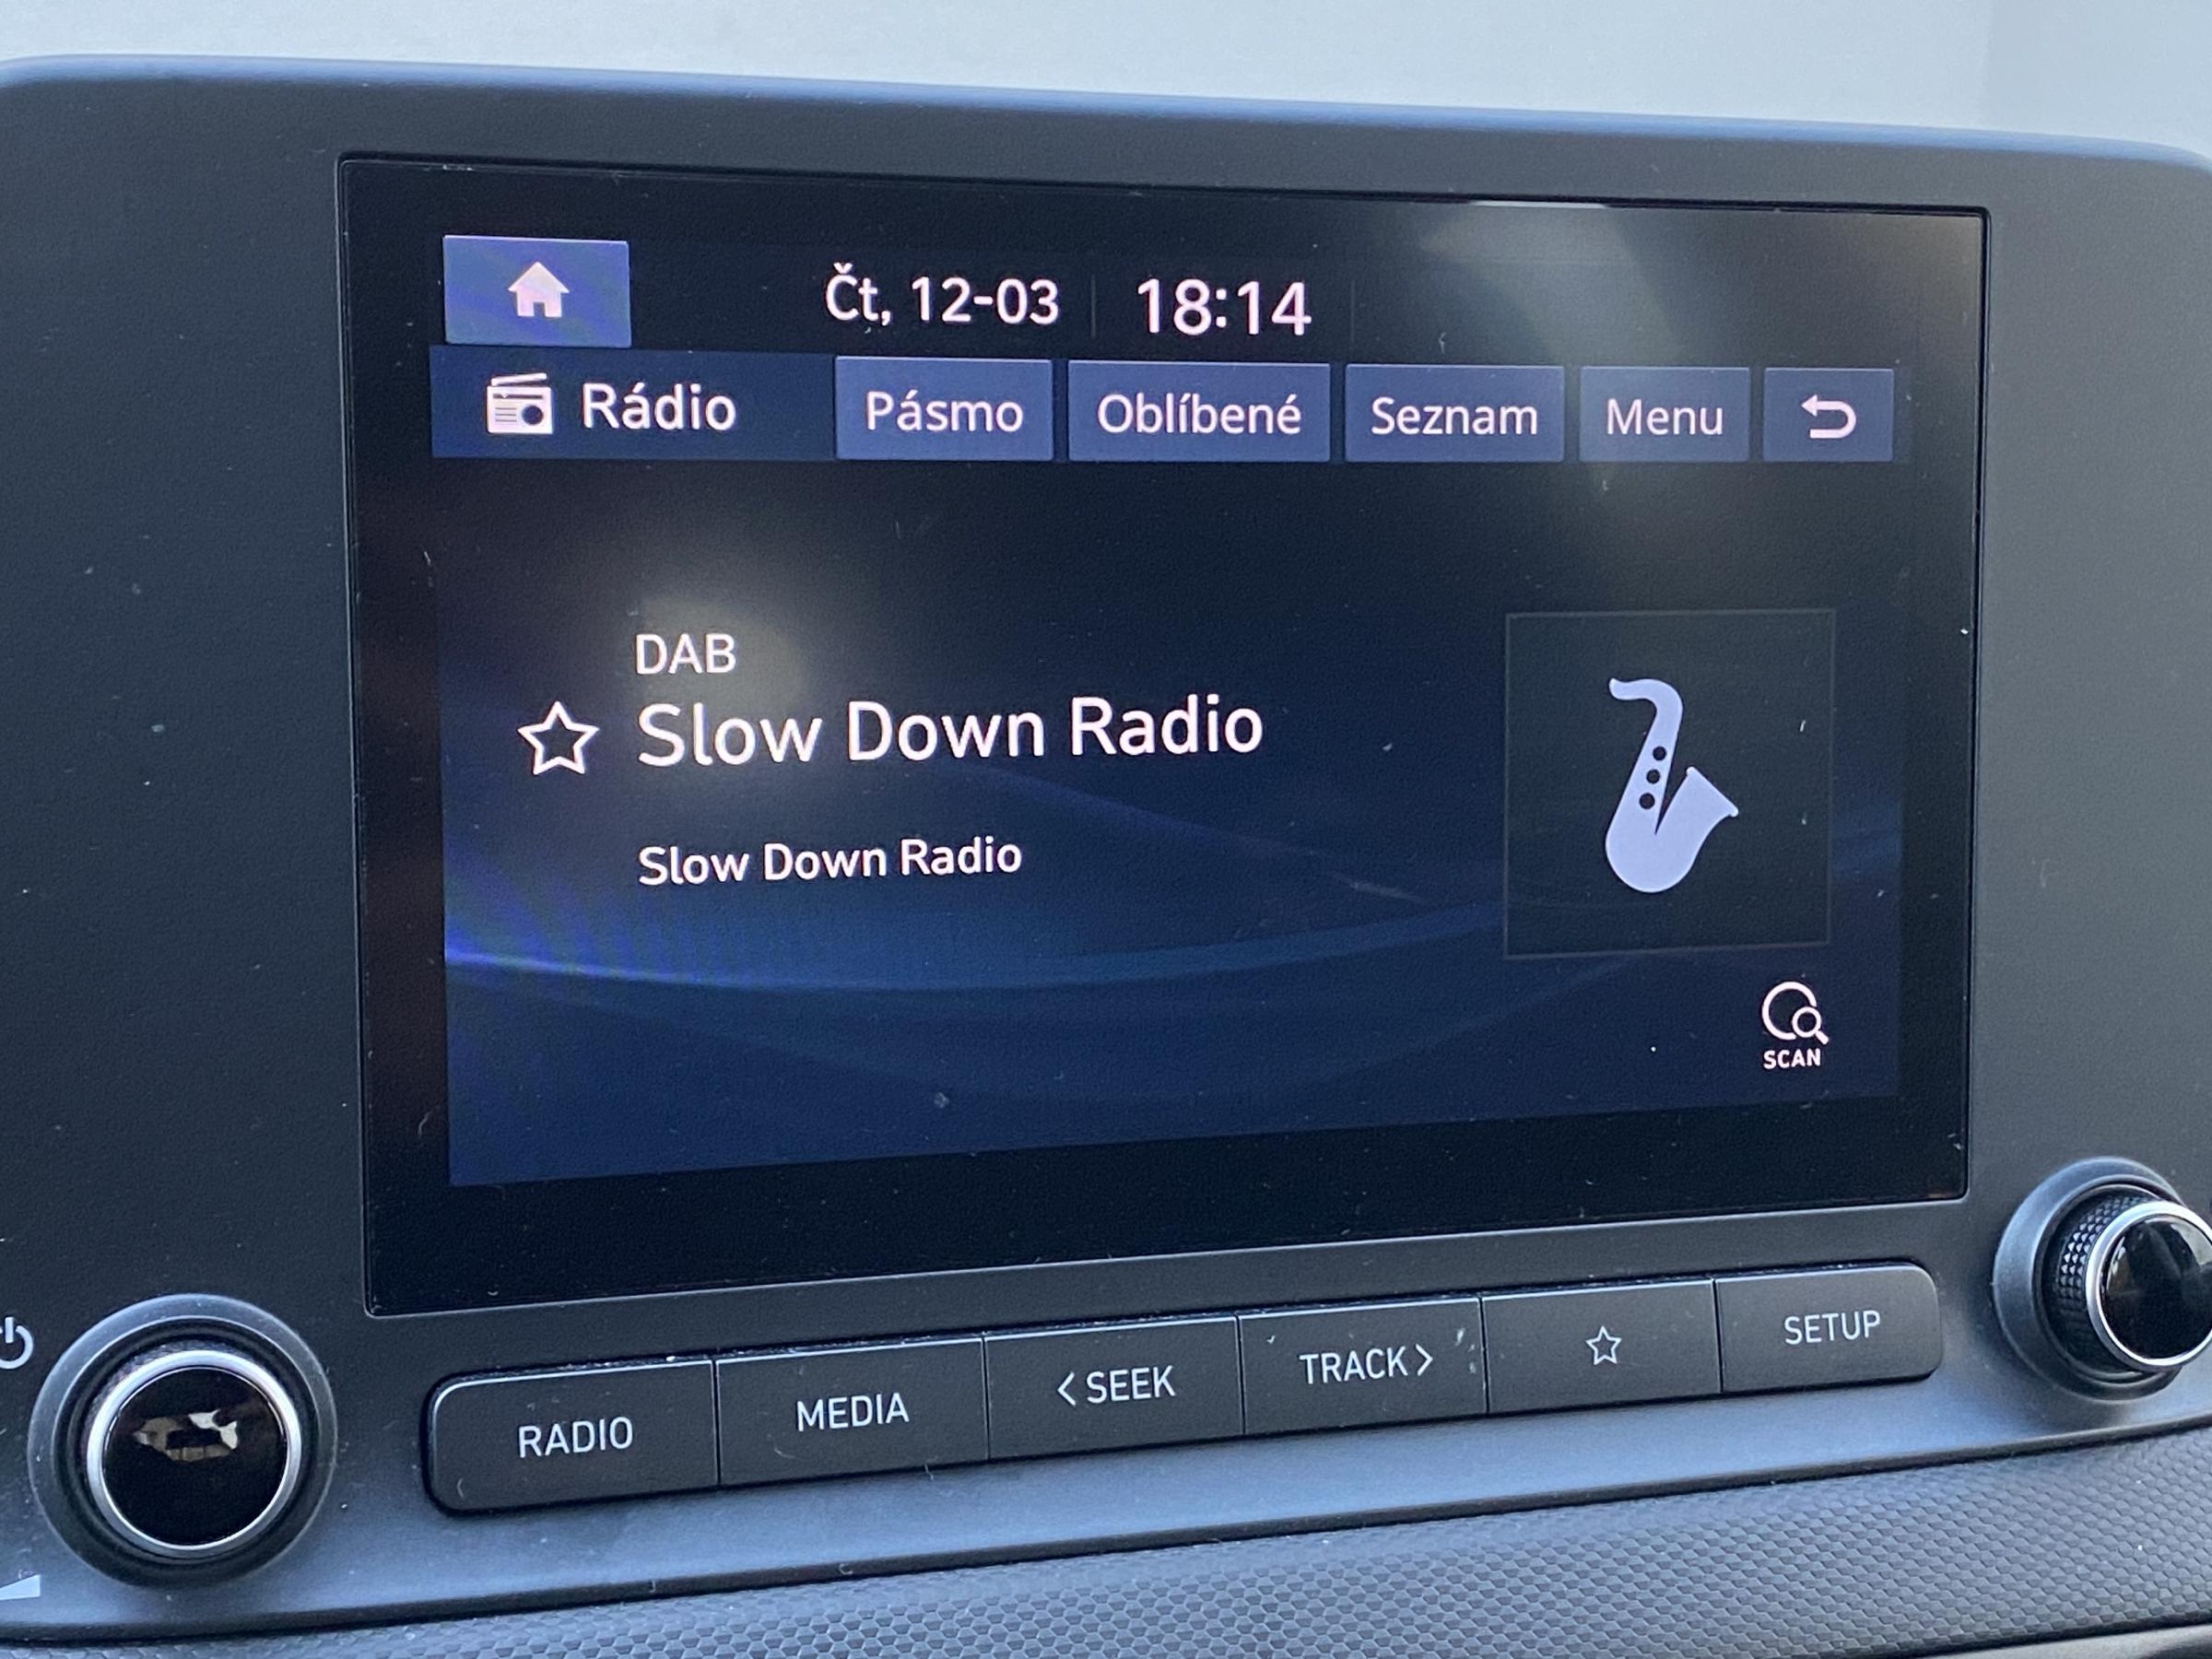 Čt, 12-03 18:14
Rádio Pásmo Oblíbené Seznam Menu
DAB
Slow Down Radio
Slow Down Radio
SCAN
RADIO MEDIA <SEEK TRACK> SETUP